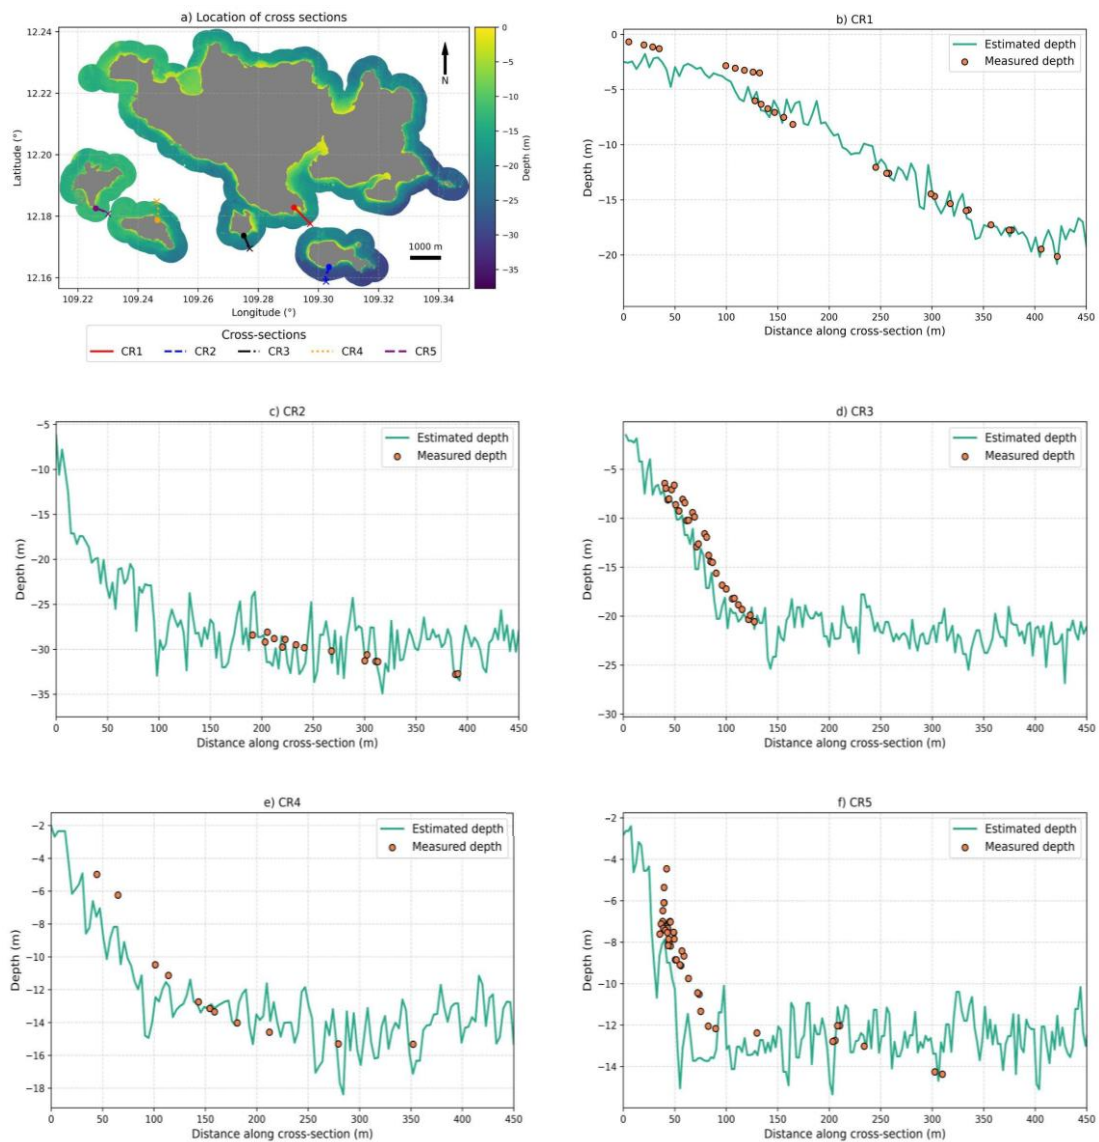 a) Location of cross sections
12.24
12.22
12.20
12.18
12.16
Latitude (°)
109.22 109.24 109.26 109.28 109.30 109.32 109.34
Longitude (°)
N
1000 m
0
−5
−10
−15
−20
−25
−30
−35
Depth (m)
Cross-sections
CR1 CR2 CR3 CR4 CR5
b) CR1
Estimated depth
Measured depth
0
−5
−10
−15
−20
Depth (m)
0 50 100 150 200 250 300 350 400 450
Distance along cross-section (m)
c) CR2
Estimated depth
Measured depth
−5
−10
−15
−20
−25
−30
−35
Depth (m)
0 50 100 150 200 250 300 350 400 450
Distance along cross-section (m)
d) CR3
Estimated depth
Measured depth
−5
−10
−15
−20
−25
−30
Depth (m)
0 50 100 150 200 250 300 350 400 450
Distance along cross-section (m)
e) CR4
Estimated depth
Measured depth
−2
−4
−6
−8
−10
−12
−14
−16
−18
Depth (m)
0 50 100 150 200 250 300 350 400 450
Distance along cross-section (m)
f) CR5
Estimated depth
Measured depth
−2
−4
−6
−8
−10
−12
−14
Depth (m)
0 50 100 150 200 250 300 350 400 450
Distance along cross-section (m)